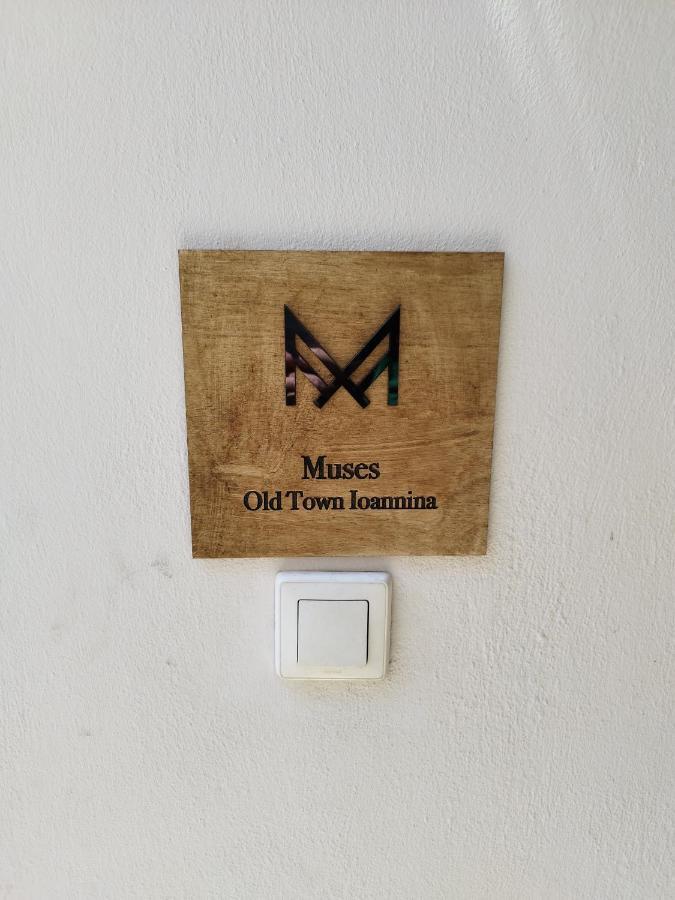 M
Muses
Old Town Ioannina